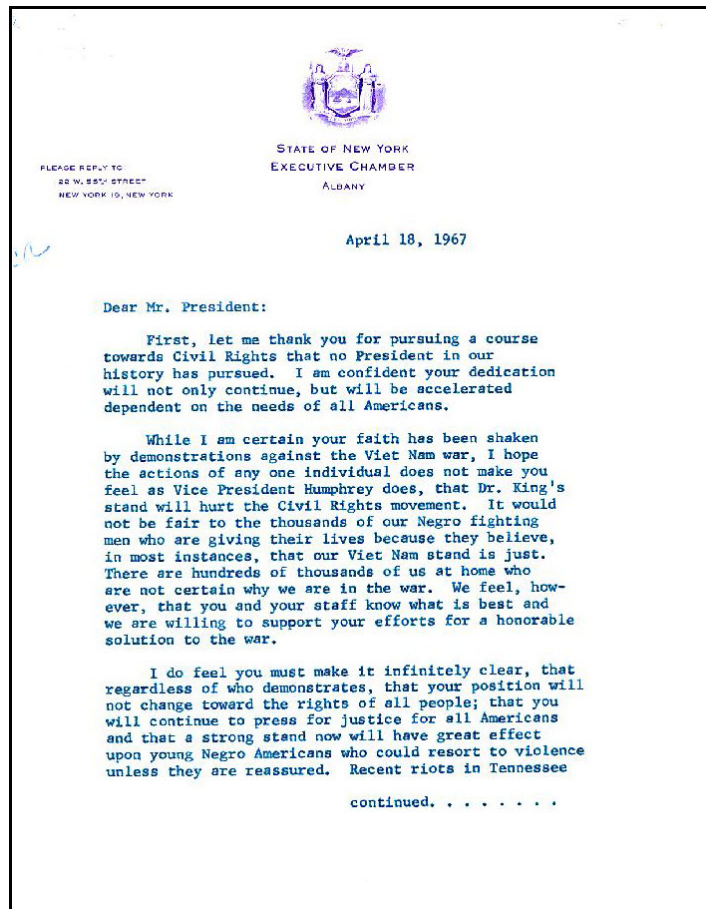 STATE OF NEW YORK
EXECUTIVE CHAMBER
ALBANY
PLEASE REPLY TO
22 W. 55TH STREET
NEW YORK 19, NEW YORK
April 18, 1967
Dear Mr. President:
First, let me thank you for pursuing a course
towards Civil Rights that no President in our
history has pursued. I am confident your dedication
will not only continue, but will be accelerated
dependent on the needs of all Americans.
While I am certain your faith has been shaken
by demonstrations against the Viet Nam war, I hope
the actions of any one individual does not make you
feel as Vice President Humphrey does, that Dr. King's
stand will hurt the Civil Rights movement. It would
not be fair to the thousands of our Negro fighting
men who are giving their lives because they believe,
in most instances, that our Viet Nam stand is just.
There are hundreds of thousands of us at home who
are not certain why we are in the war. We feel, how-
ever, that you and your staff know what is best and
we are willing to support your efforts for a honorable
solution to the war.
I do feel you must make it infinitely clear, that
regardless of who demonstrates, that your position will
not change toward the rights of all people; that you
will continue to press for justice for all Americans
and that a strong stand now will have great effect
upon young Negro Americans who could resort to violence
unless they are reassured. Recent riots in Tennessee
continued. . . . . . . .